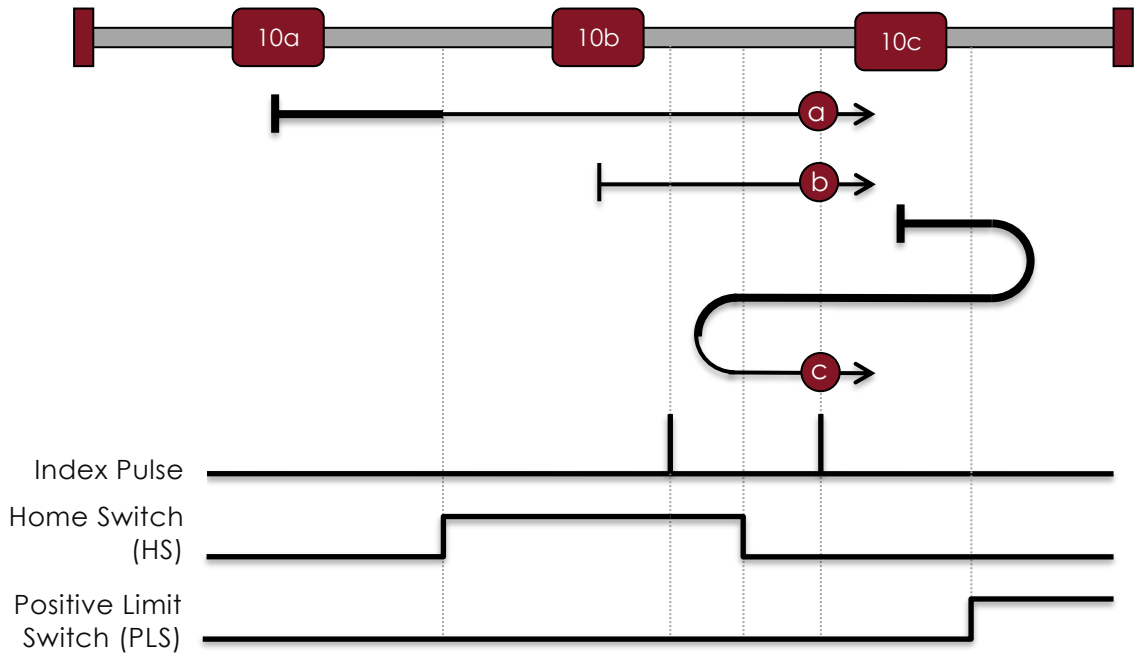 10a
10b
10c
a
b
c
Index Pulse
Home Switch
(HS)
Positive Limit
Switch (PLS)